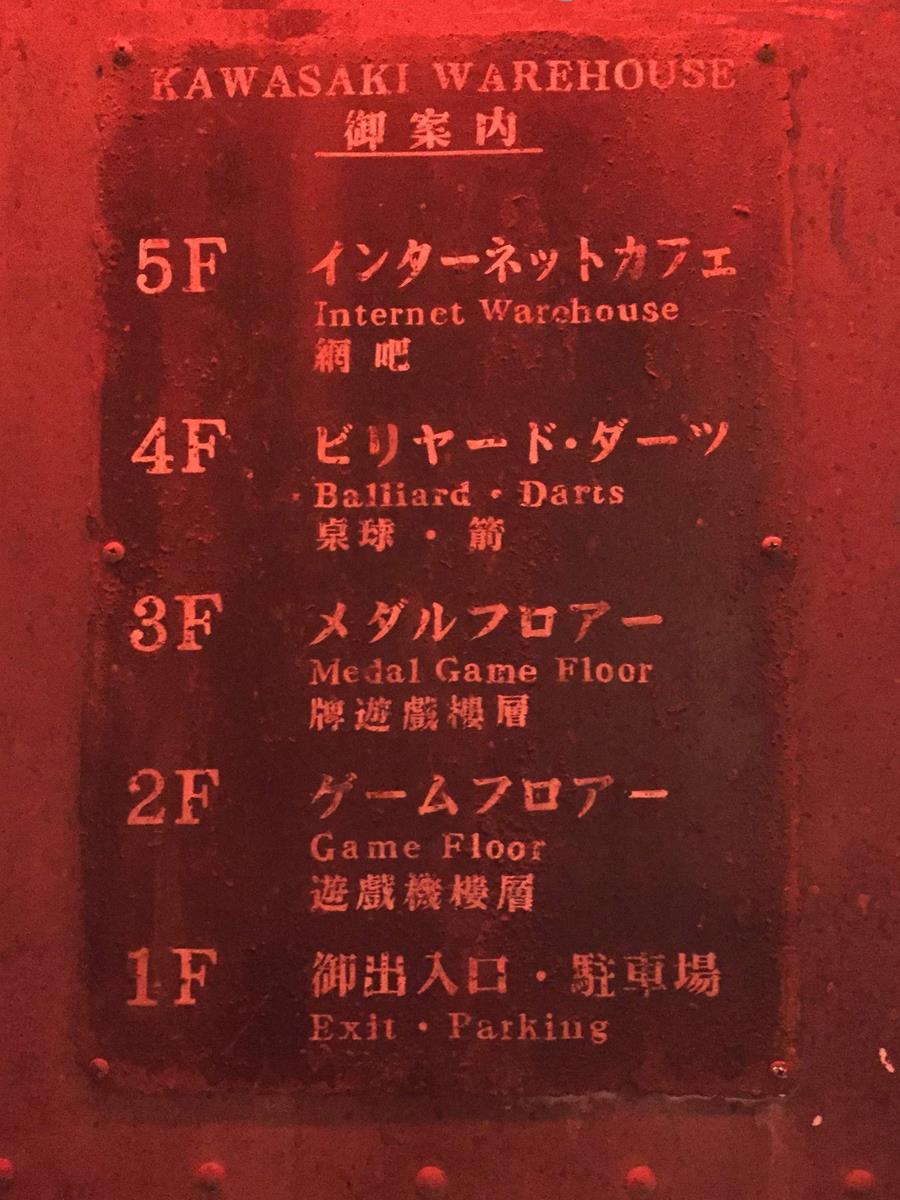 KAWASAKI WAREHOUSE
御案内
5F インターネットカフェ
Internet Warehouse
網吧
4F ビリヤード・ダーツ
Balliard・Darts
桌球・箭
3F メダルフロアー
Medal Game Floor
牌遊戲樓層
2F ゲームフロアー
Game Floor
遊戲機樓層
1F 御出入口・駐車場
Exit・Parking